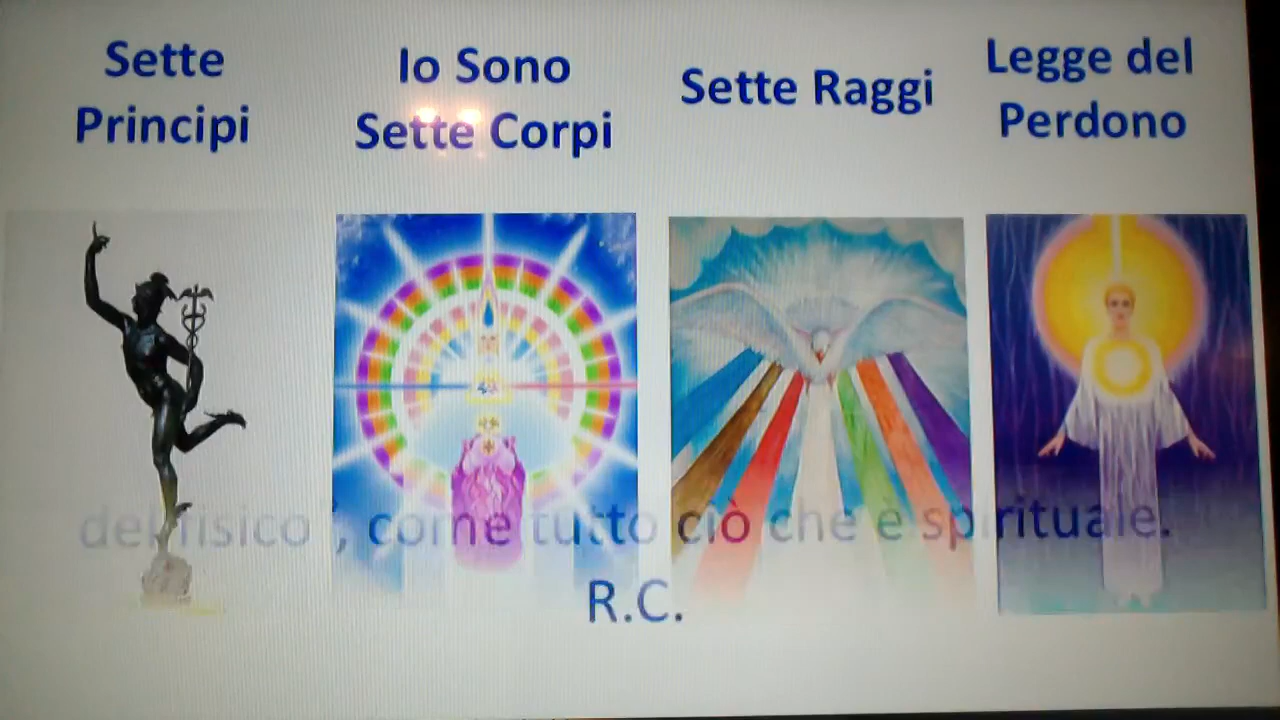 Sette
Principi
Io Sono
Sette Corpi
Sette Raggi
Legge del
Perdono
del fisico", come tutto ciò che è spirituale.
R.C.